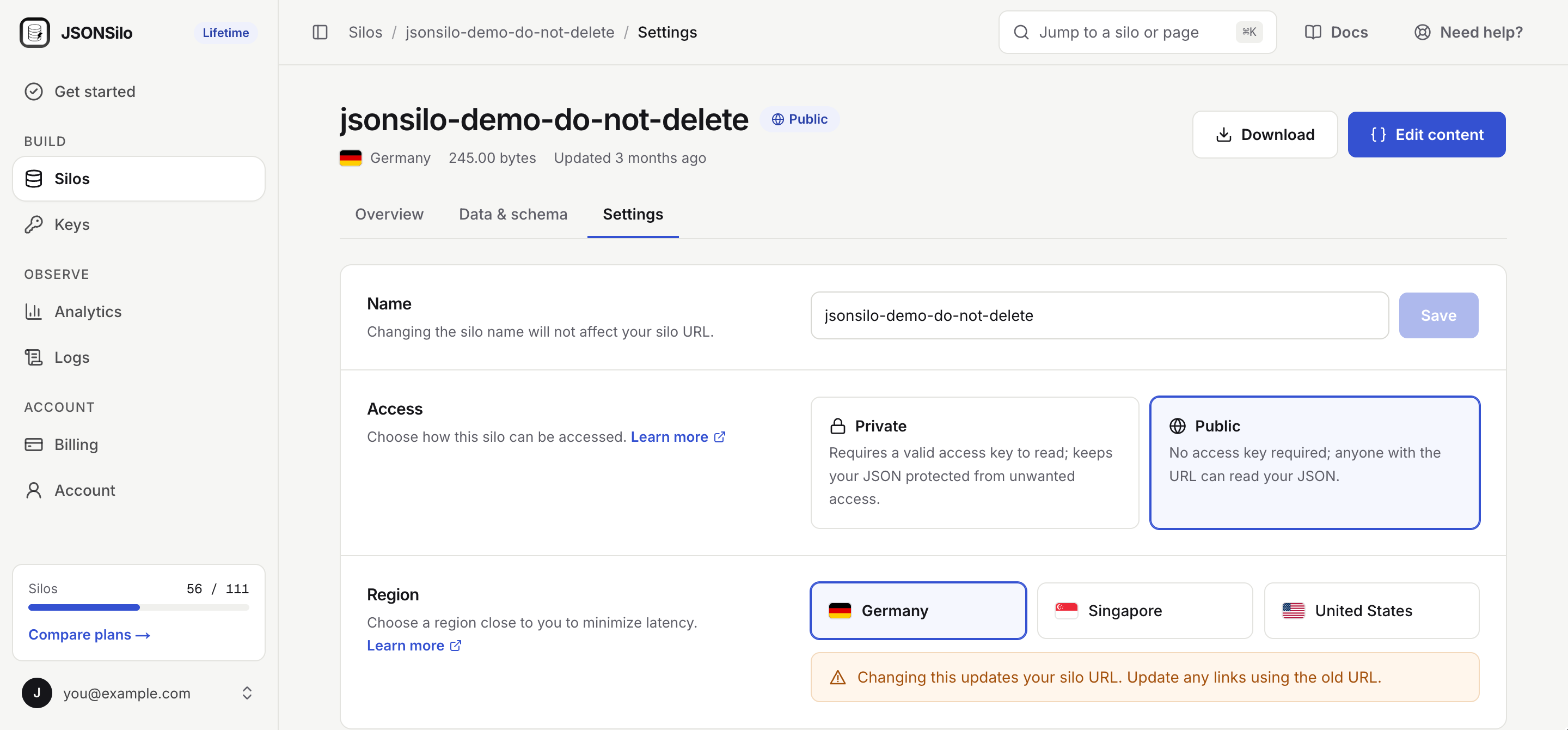 JSONSilo
Lifetime
Get started
BUILD
Silos
Keys
OBSERVE
Analytics
Logs
ACCOUNT
Billing
Account
Silos 56 / 111
Compare plans →
J you@example.com
Silos / jsonsilo-demo-do-not-delete / Settings
Jump to a silo or page ⌘K
Docs
Need help?
jsonsilo-demo-do-not-delete
Public
Germany 245.00 bytes Updated 3 months ago
Download
{ } Edit content
Overview Data & schema Settings
Name
Changing the silo name will not affect your silo URL.
jsonsilo-demo-do-not-delete
Save
Access
Choose how this silo can be accessed. Learn more
Private
Requires a valid access key to read; keeps
your JSON protected from unwanted
access.
Public
No access key required; anyone with the
URL can read your JSON.
Region
Choose a region close to you to minimize latency.
Learn more
Germany
Singapore
United States
Changing this updates your silo URL. Update any links using the old URL.